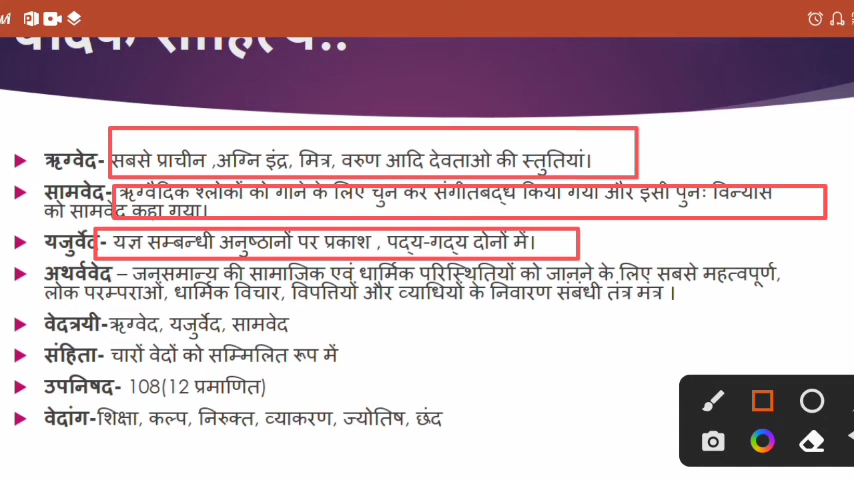 वैदिक साहित्य..
ऋग्वेद- सबसे प्राचीन ,अग्नि इंद्र, मित्र, वरुण आदि देवताओ की स्तुतियां।
सामवेद- ऋग्वैदिक श्लोकों को गाने के लिए चुन कर संगीतबद्ध किया गया और इसी पुनः विन्यास
को सामवेद कहा गया।
यजुर्वेद- यज्ञ सम्बन्धी अनुष्ठानों पर प्रकाश , पद्य-गद्य दोनों में।
अथर्ववेद – जनसमान्य की सामाजिक एवं धार्मिक परिस्थितियों को जानने के लिए सबसे महत्वपूर्ण,
लोक परम्पराओं, धार्मिक विचार, विपत्तियों और व्याधियों के निवारण संबंधी तंत्र मंत्र ।
वेदत्रयी-ऋग्वेद, यजुर्वेद, सामवेद
संहिता- चारों वेदों को सम्मिलित रूप में
उपनिषद- 108(12 प्रमाणित)
वेदांग-शिक्षा, कल्प, निरुक्त, व्याकरण, ज्योतिष, छंद